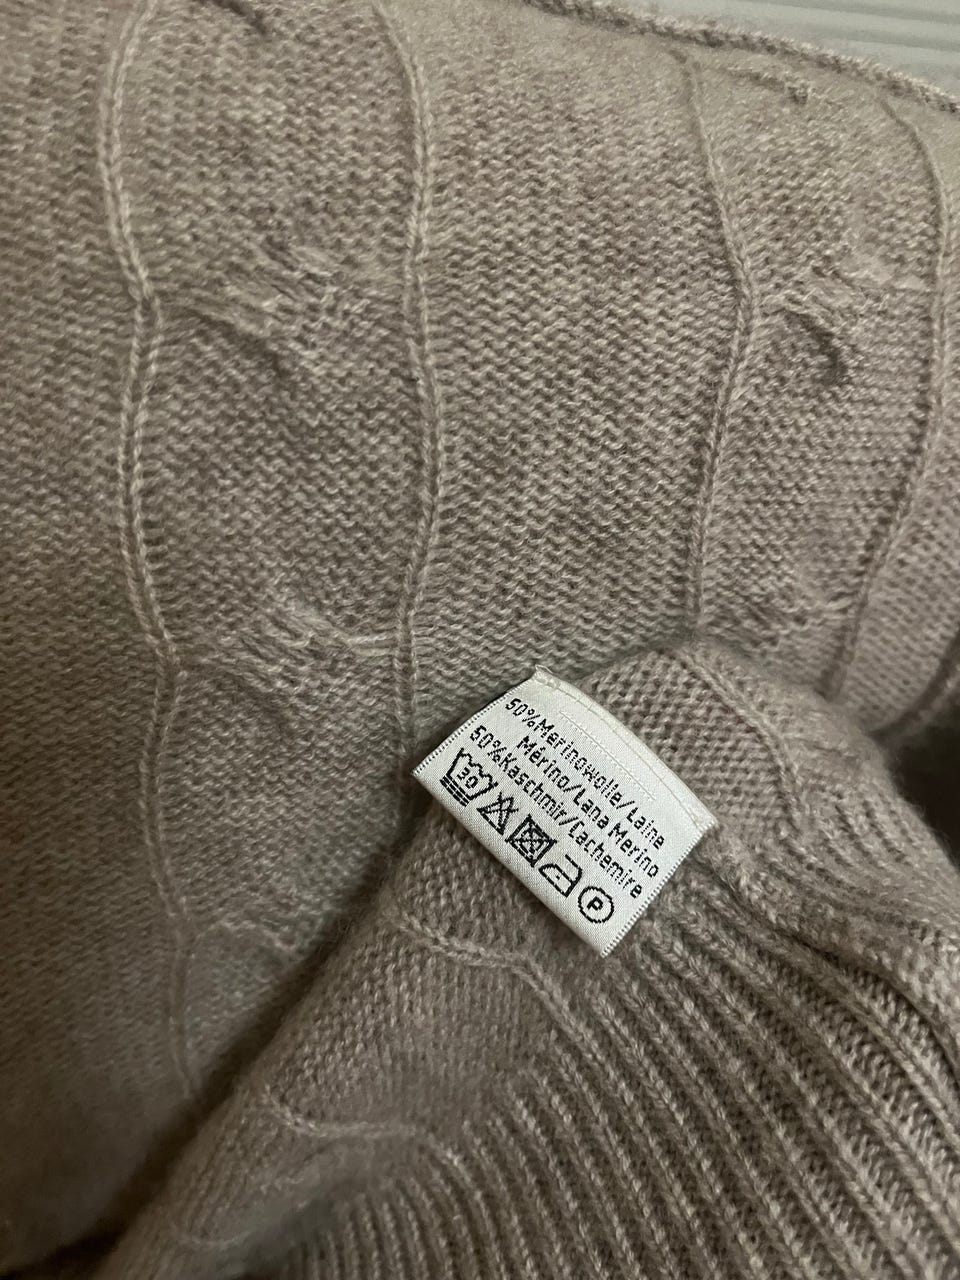 50%Merinowolle/Laine
Mérino/Lana Merino
50%Kaschmir/Cachemire
30
P